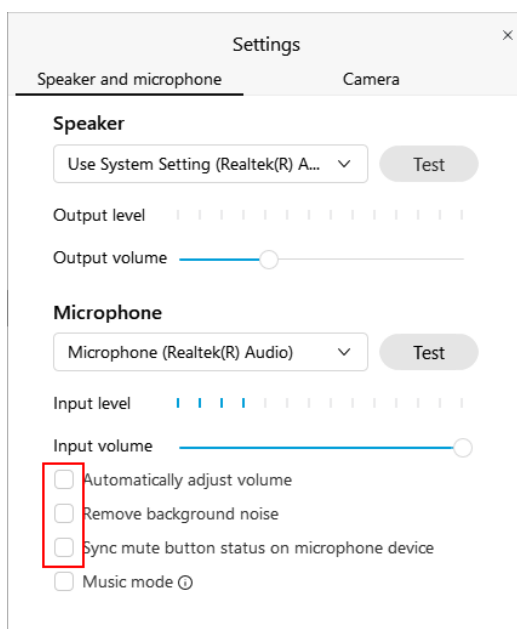 Settings
Speaker and microphone
Camera
Speaker
Use System Setting (Realtek(R) A...
Test
Output level
Output volume
Microphone
Microphone (Realtek(R) Audio)
Test
Input level
Input volume
Automatically adjust volume
Remove background noise
Sync mute button status on microphone device
Music mode